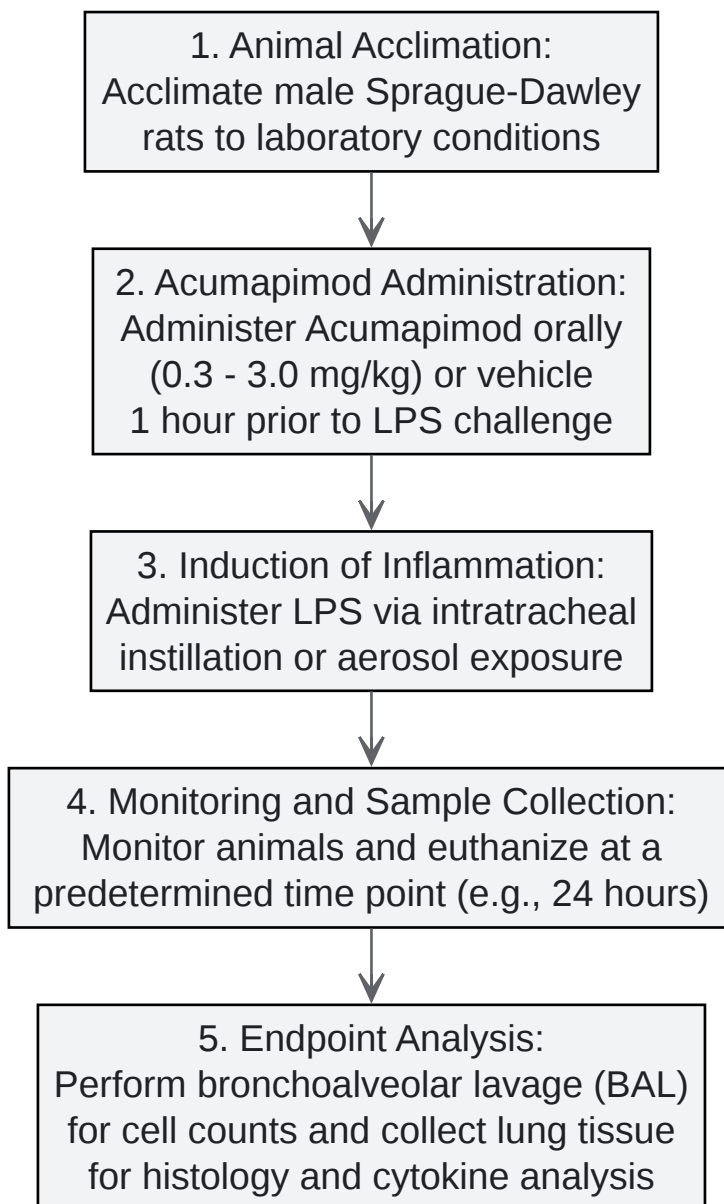 1. Animal Acclimation:
Acclimate male Sprague-Dawley
rats to laboratory conditions
2. Acumapimod Administration:
Administer Acumapimod orally
(0.3 - 3.0 mg/kg) or vehicle
1 hour prior to LPS challenge
3. Induction of Inflammation:
Administer LPS via intratracheal
instillation or aerosol exposure
4. Monitoring and Sample Collection:
Monitor animals and euthanize at a
predetermined time point (e.g., 24 hours)
5. Endpoint Analysis:
Perform bronchoalveolar lavage (BAL)
for cell counts and collect lung tissue
for histology and cytokine analysis